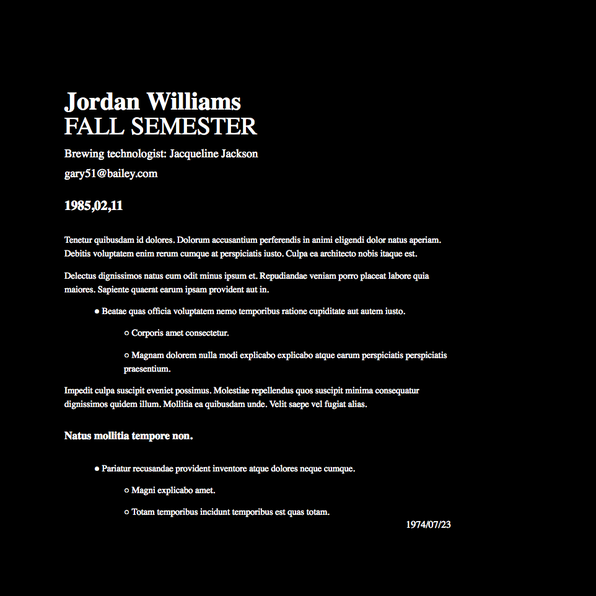 Jordan Williams
FALL SEMESTER
Brewing technologist: Jacqueline Jackson
gary51@bailey.com
1985,02,11
Tenetur quibusdam id dolores. Dolorum accusantium perferendis in animi eligendi dolor natus aperiam.
Debitis voluptatem enim rerum cumque at perspiciatis iusto. Culpa ea architecto nobis itaque est.
Delectus dignissimos natus eum odit minus ipsum et. Repudiandae veniam porro placeat labore quia
maiores. Sapiente quaerat earum ipsam provident aut in.
● Beatae quas officia voluptatem nemo temporibus ratione cupiditate aut autem iusto.
○ Corporis amet consectetur.
○ Magnam dolorem nulla modi explicabo explicabo atque earum perspiciatis perspiciatis
praesentium.
Impedit culpa suscipit eveniet possimus. Molestiae repellendus quos suscipit minima consequatur
dignissimos quidem illum. Mollitia ea quibusdam unde. Velit saepe vel fugiat alias.
Natus mollitia tempore non.
● Pariatur recusandae provident inventore atque dolores neque cumque.
○ Magni explicabo amet.
○ Totam temporibus incidunt temporibus est quas totam.
1974/07/23